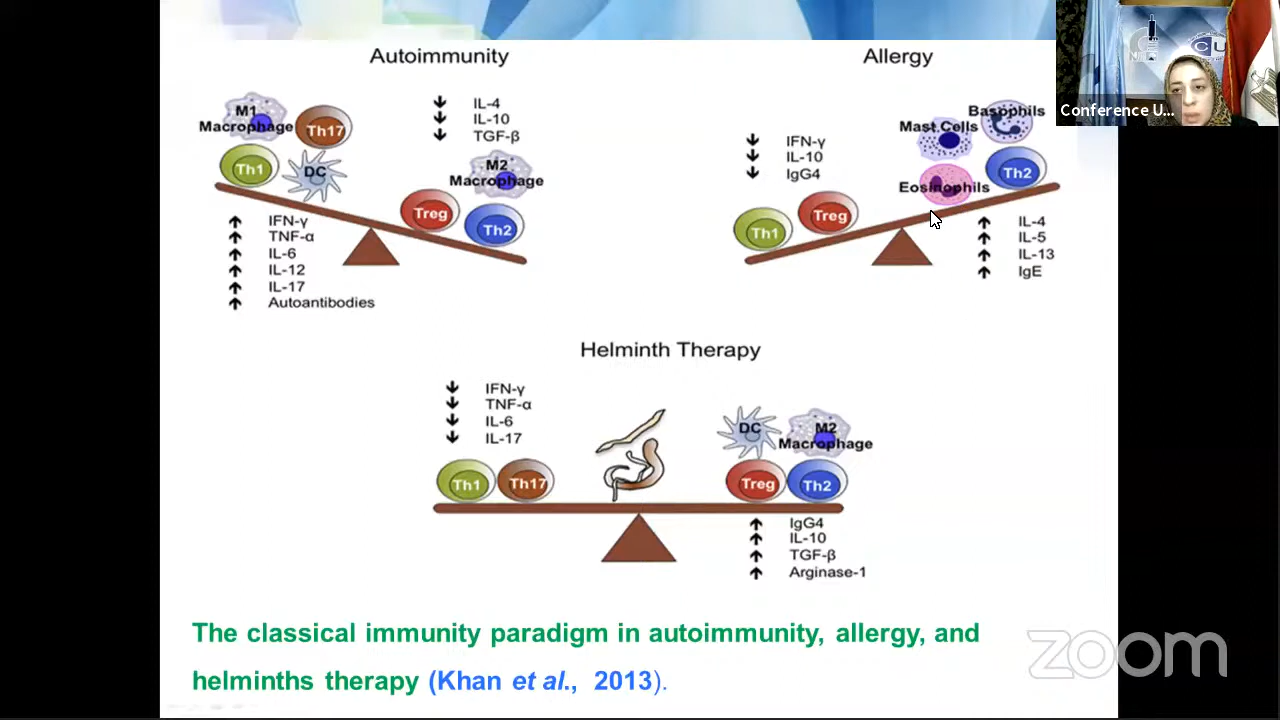 Autoimmunity
M1
Macrophage
Th17
Th1
DC
IL-4
IL-10
TGF-β
M2
Macrophage
Treg
Th2
IFN-γ
TNF-α
IL-6
IL-12
IL-17
Autoantibodies
Allergy
IFN-γ
IL-10
IgG4
Th1
Treg
Basophils
Mast Cells
Th2
Eosinophils
IL-4
IL-5
IL-13
IgE
Conference U...
CU
Helminth Therapy
IFN-γ
TNF-α
IL-6
IL-17
Th1
Th17
DC
M2
Macrophage
Treg
Th2
IgG4
IL-10
TGF-β
Arginase-1
The classical immunity paradigm in autoimmunity, allergy, and
helminths therapy (Khan et al., 2013).
zoom